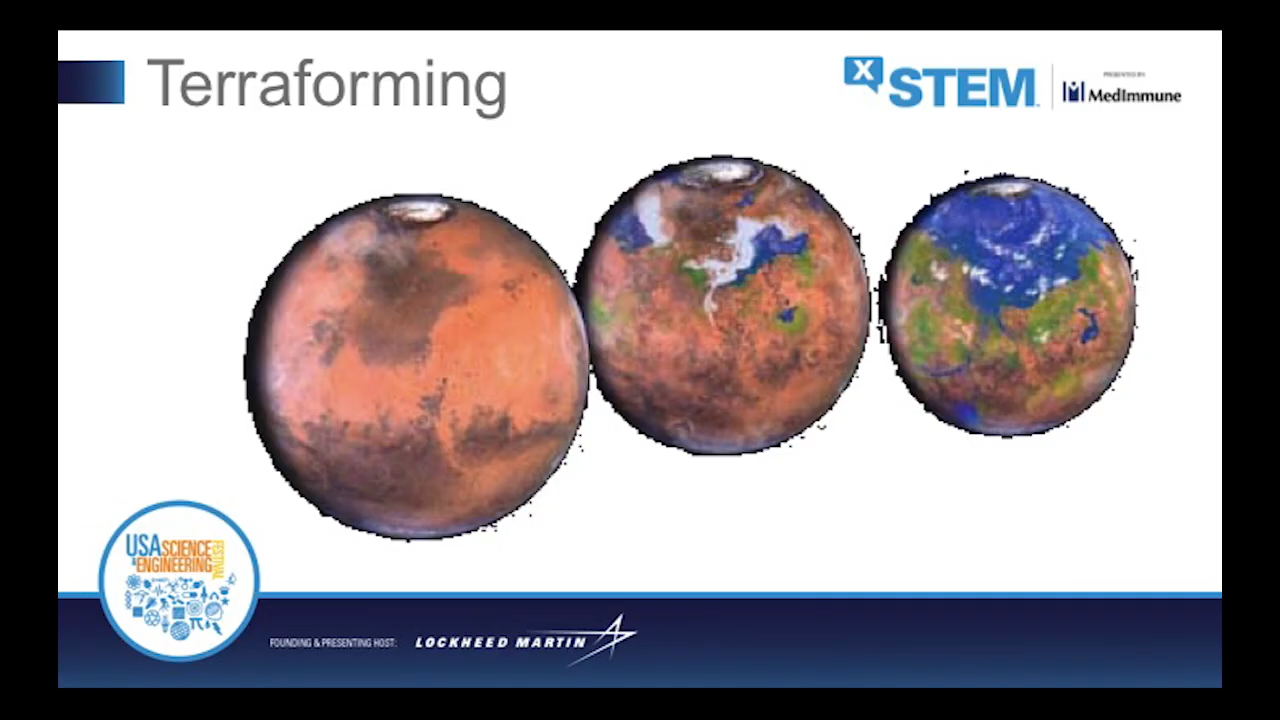 Terraforming
X
STEM
PRESENTED BY
MedImmune
USA SCIENCE
& ENGINEERING
FESTIVAL
FOUNDING & PRESENTING HOST:
LOCKHEED MARTIN